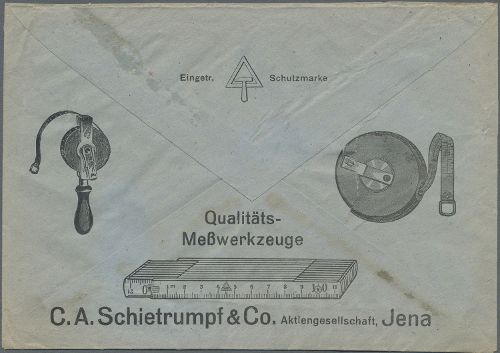 Eingetr. Schutzmarke
Qualitäts-
Meßwerkzeuge
C. A. Schietrumpf & Co. Aktiengesellschaft, Jena